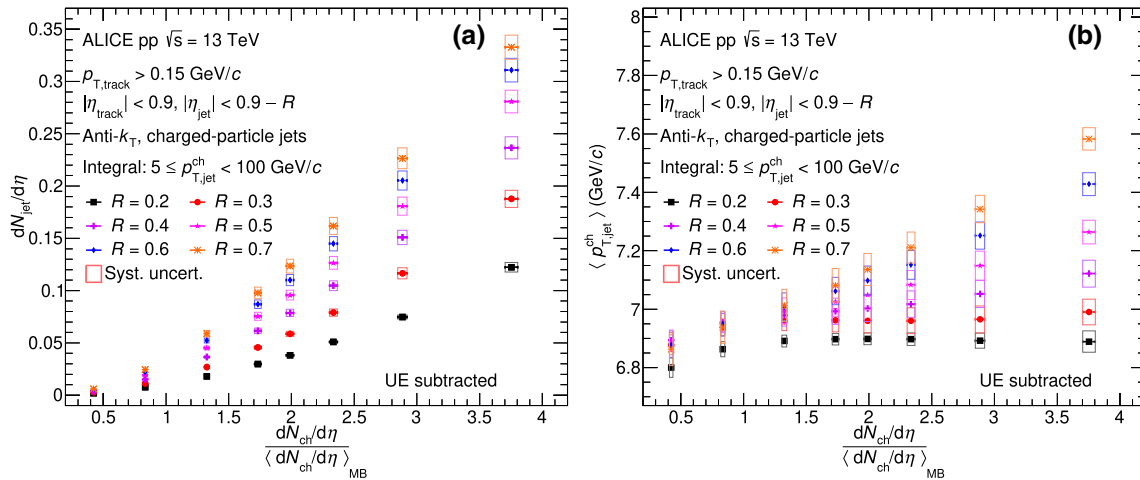 (a)
ALICE pp √s = 13 TeV
p_T,track > 0.15 GeV/c
|η_track| < 0.9, |η_jet| < 0.9 − R
Anti-k_T, charged-particle jets
Integral: 5 ≤ p^ch_T,jet < 100 GeV/c
R = 0.2 R = 0.3
R = 0.4 R = 0.5
R = 0.6 R = 0.7
Syst. uncert.
UE subtracted
dN_jet/dη
0.35
0.3
0.25
0.2
0.15
0.1
0.05
0
0.5 1 1.5 2 2.5 3 3.5 4
dN_ch/dη
⟨ dN_ch/dη ⟩_MB
(b)
ALICE pp √s = 13 TeV
p_T,track > 0.15 GeV/c
|η_track| < 0.9, |η_jet| < 0.9 − R
Anti-k_T, charged-particle jets
Integral: 5 ≤ p^ch_T,jet < 100 GeV/c
R = 0.2 R = 0.3
R = 0.4 R = 0.5
R = 0.6 R = 0.7
Syst. uncert.
UE subtracted
⟨ p^ch_T,jet ⟩ (GeV/c)
8
7.8
7.6
7.4
7.2
7
6.8
0.5 1 1.5 2 2.5 3 3.5 4
dN_ch/dη
⟨ dN_ch/dη ⟩_MB